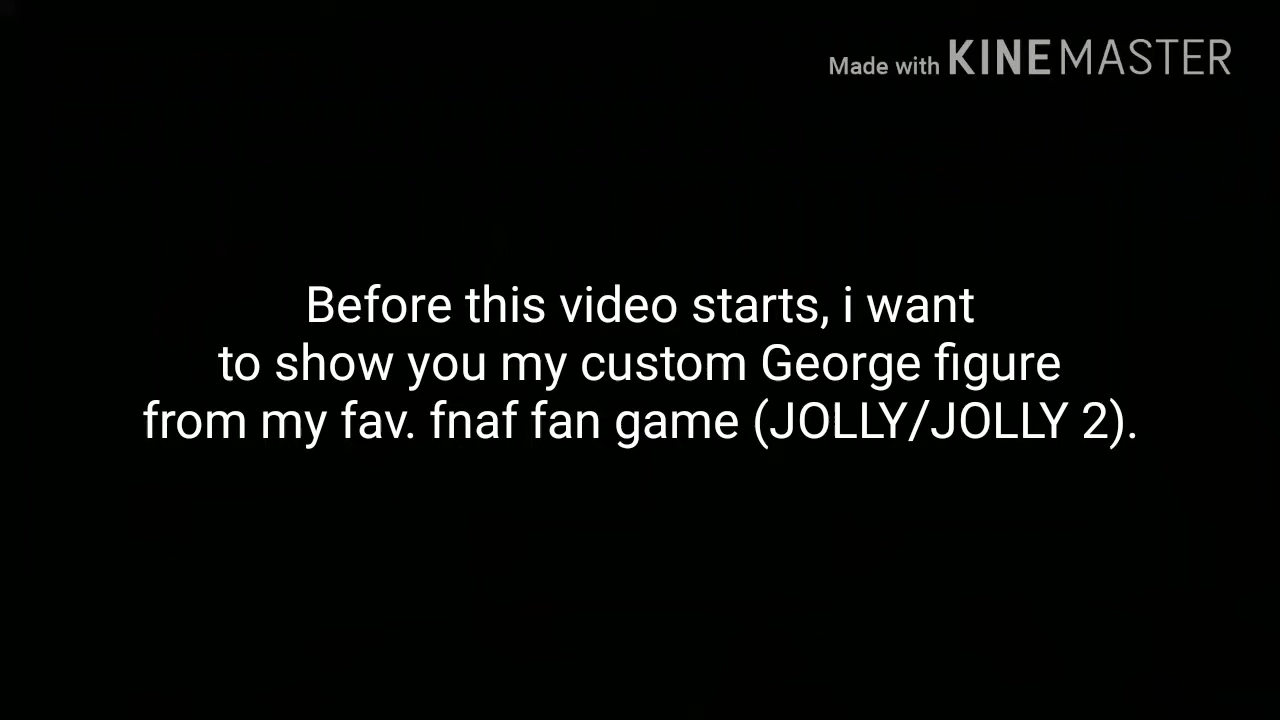 Made with KINEMASTER
Before this video starts, i want
to show you my custom George figure
from my fav. fnaf fan game (JOLLY/JOLLY 2).